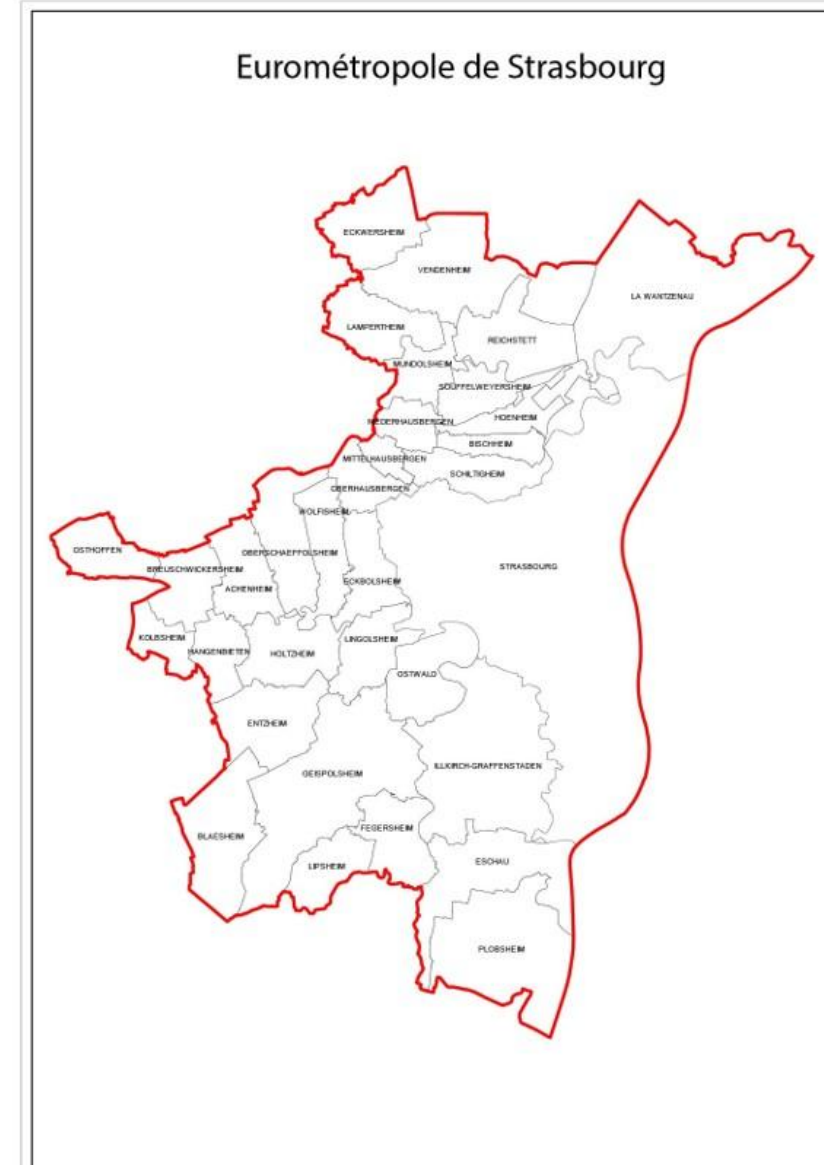 Eurométropole de Strasbourg
ECKWERSHEIM
VENDENHEIM
LA WANTZENAU
LAMPERTHEIM
REICHSTETT
MUNDOLSHEIM
SOUFFELWEYERSHEIM
HOENHEIM
NIEDERHAUSBERGEN
BISCHHEIM
MITTELHAUSBERGEN
SCHILTIGHEIM
OBERHAUSBERGEN
WOLFISHEIM
OSTHOFFEN
OBERSCHAEFFOLSHEIM
BREUSCHWICKERSHEIM
STRASBOURG
ECKBOLSHEIM
ACHENHEIM
KOLBSHEIM
LINGOLSHEIM
HANGENBIETEN
HOLTZHEIM
OSTWALD
ENTZHEIM
ILLKIRCH-GRAFFENSTADEN
GEISPOLSHEIM
FEGERSHEIM
BLAESHEIM
ESCHAU
LIPSHEIM
PLOBSHEIM